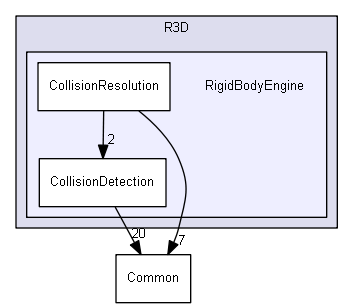 R3D
CollisionResolution
RigidBodyEngine
2
CollisionDetection
20
7
Common